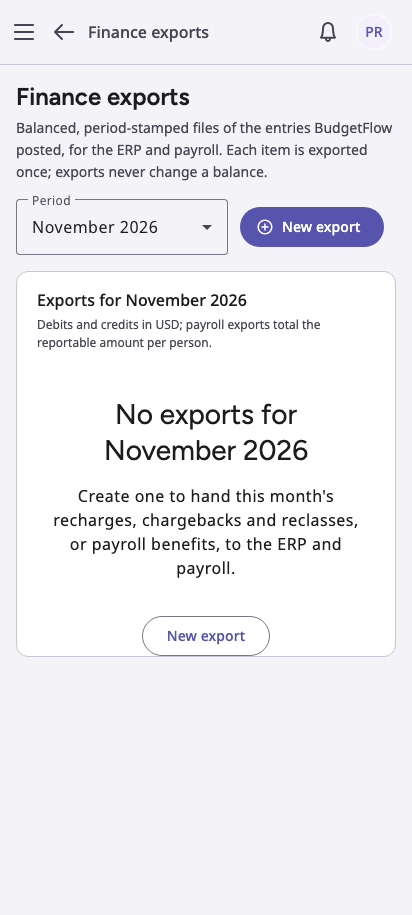 Finance exports
PR
Finance exports
Balanced, period-stamped files of the entries BudgetFlow
posted, for the ERP and payroll. Each item is exported
once; exports never change a balance.
Period
November 2026
New export
Exports for November 2026
Debits and credits in USD; payroll exports total the
reportable amount per person.
No exports for
November 2026
Create one to hand this month's
recharges, chargebacks and reclasses,
or payroll benefits, to the ERP and
payroll.
New export